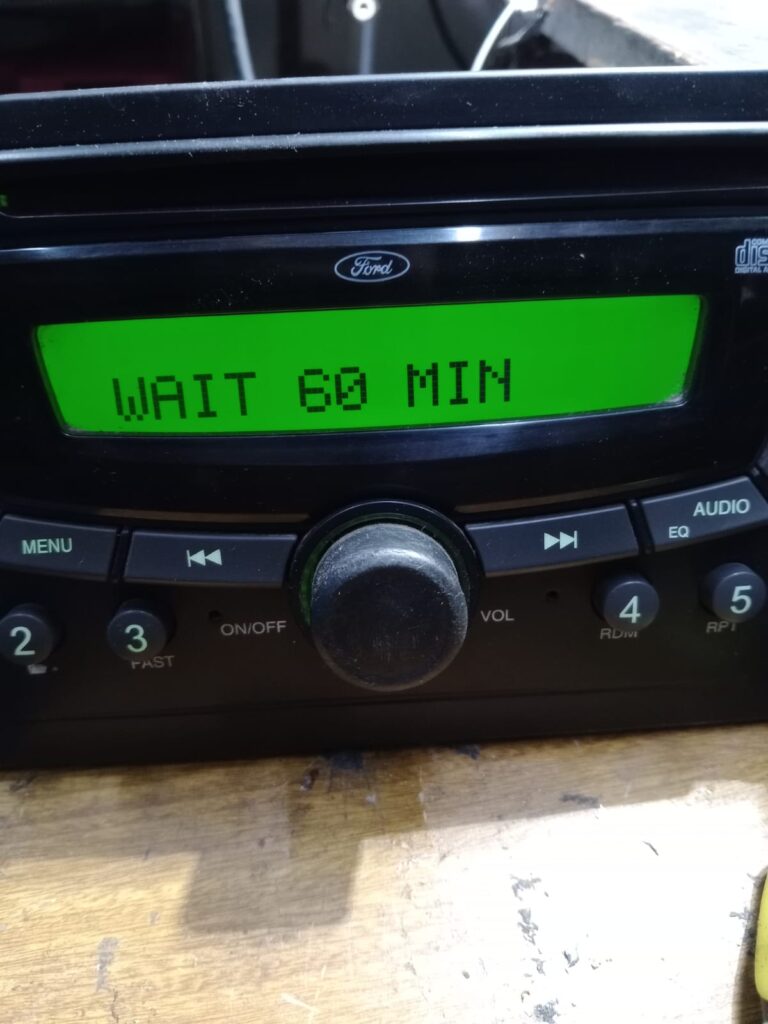 Ford
WAIT 60 MIN
MENU
AUDIO
EQ
2
3
FAST
ON/OFF
VOL
4
RDM
5
RPT